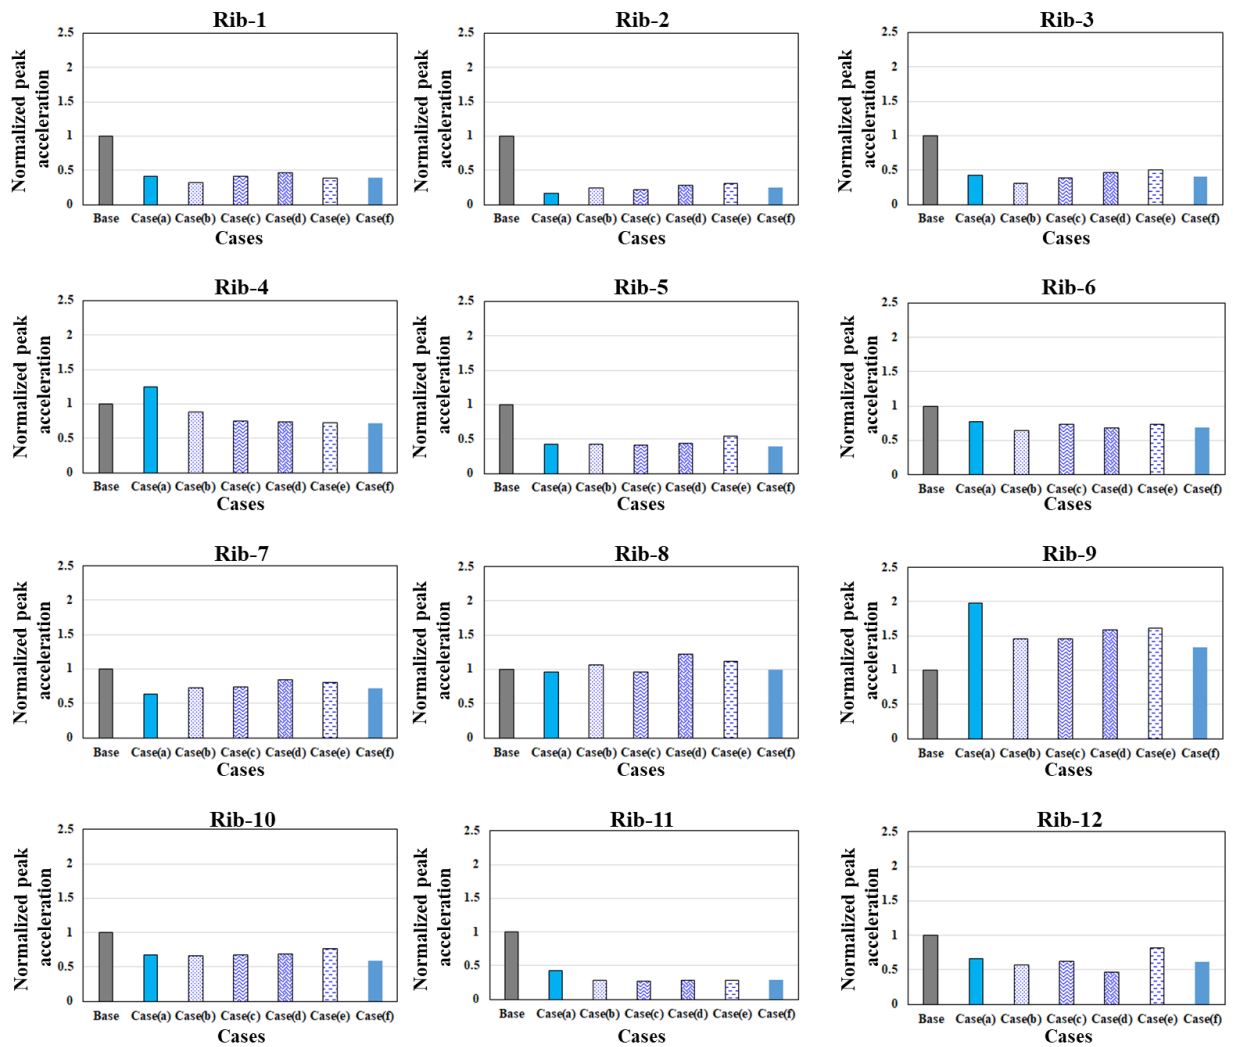 Rib-1
Normalized peak
acceleration
2.5
2
1.5
1
0.5
0
Base Case(a) Case(b) Case(c) Case(d) Case(e) Case(f)
Cases
Rib-2
Normalized peak
acceleration
2.5
2
1.5
1
0.5
0
Base Case(a) Case(b) Case(c) Case(d) Case(e) Case(f)
Cases
Rib-3
Normalized peak
acceleration
2.5
2
1.5
1
0.5
0
Base Case(a) Case(b) Case(c) Case(d) Case(e) Case(f)
Cases
Rib-4
Normalized peak
acceleration
2.5
2
1.5
1
0.5
0
Base Case(a) Case(b) Case(c) Case(d) Case(e) Case(f)
Cases
Rib-5
Normalized peak
acceleration
2.5
2
1.5
1
0.5
0
Base Case(a) Case(b) Case(c) Case(d) Case(e) Case(f)
Cases
Rib-6
Normalized peak
acceleration
2.5
2
1.5
1
0.5
0
Base Case(a) Case(b) Case(c) Case(d) Case(e) Case(f)
Cases
Rib-7
Normalized peak
acceleration
2.5
2
1.5
1
0.5
0
Base Case(a) Case(b) Case(c) Case(d) Case(e) Case(f)
Cases
Rib-8
Normalized peak
acceleration
2.5
2
1.5
1
0.5
0
Base Case(a) Case(b) Case(c) Case(d) Case(e) Case(f)
Cases
Rib-9
Normalized peak
acceleration
2.5
2
1.5
1
0.5
0
Base Case(a) Case(b) Case(c) Case(d) Case(e) Case(f)
Cases
Rib-10
Normalized peak
acceleration
2.5
2
1.5
1
0.5
0
Base Case(a) Case(b) Case(c) Case(d) Case(e) Case(f)
Cases
Rib-11
Normalized peak
acceleration
2.5
2
1.5
1
0.5
0
Base Case(a) Case(b) Case(c) Case(d) Case(e) Case(f)
Cases
Rib-12
Normalized peak
acceleration
2.5
2
1.5
1
0.5
0
Base Case(a) Case(b) Case(c) Case(d) Case(e) Case(f)
Cases